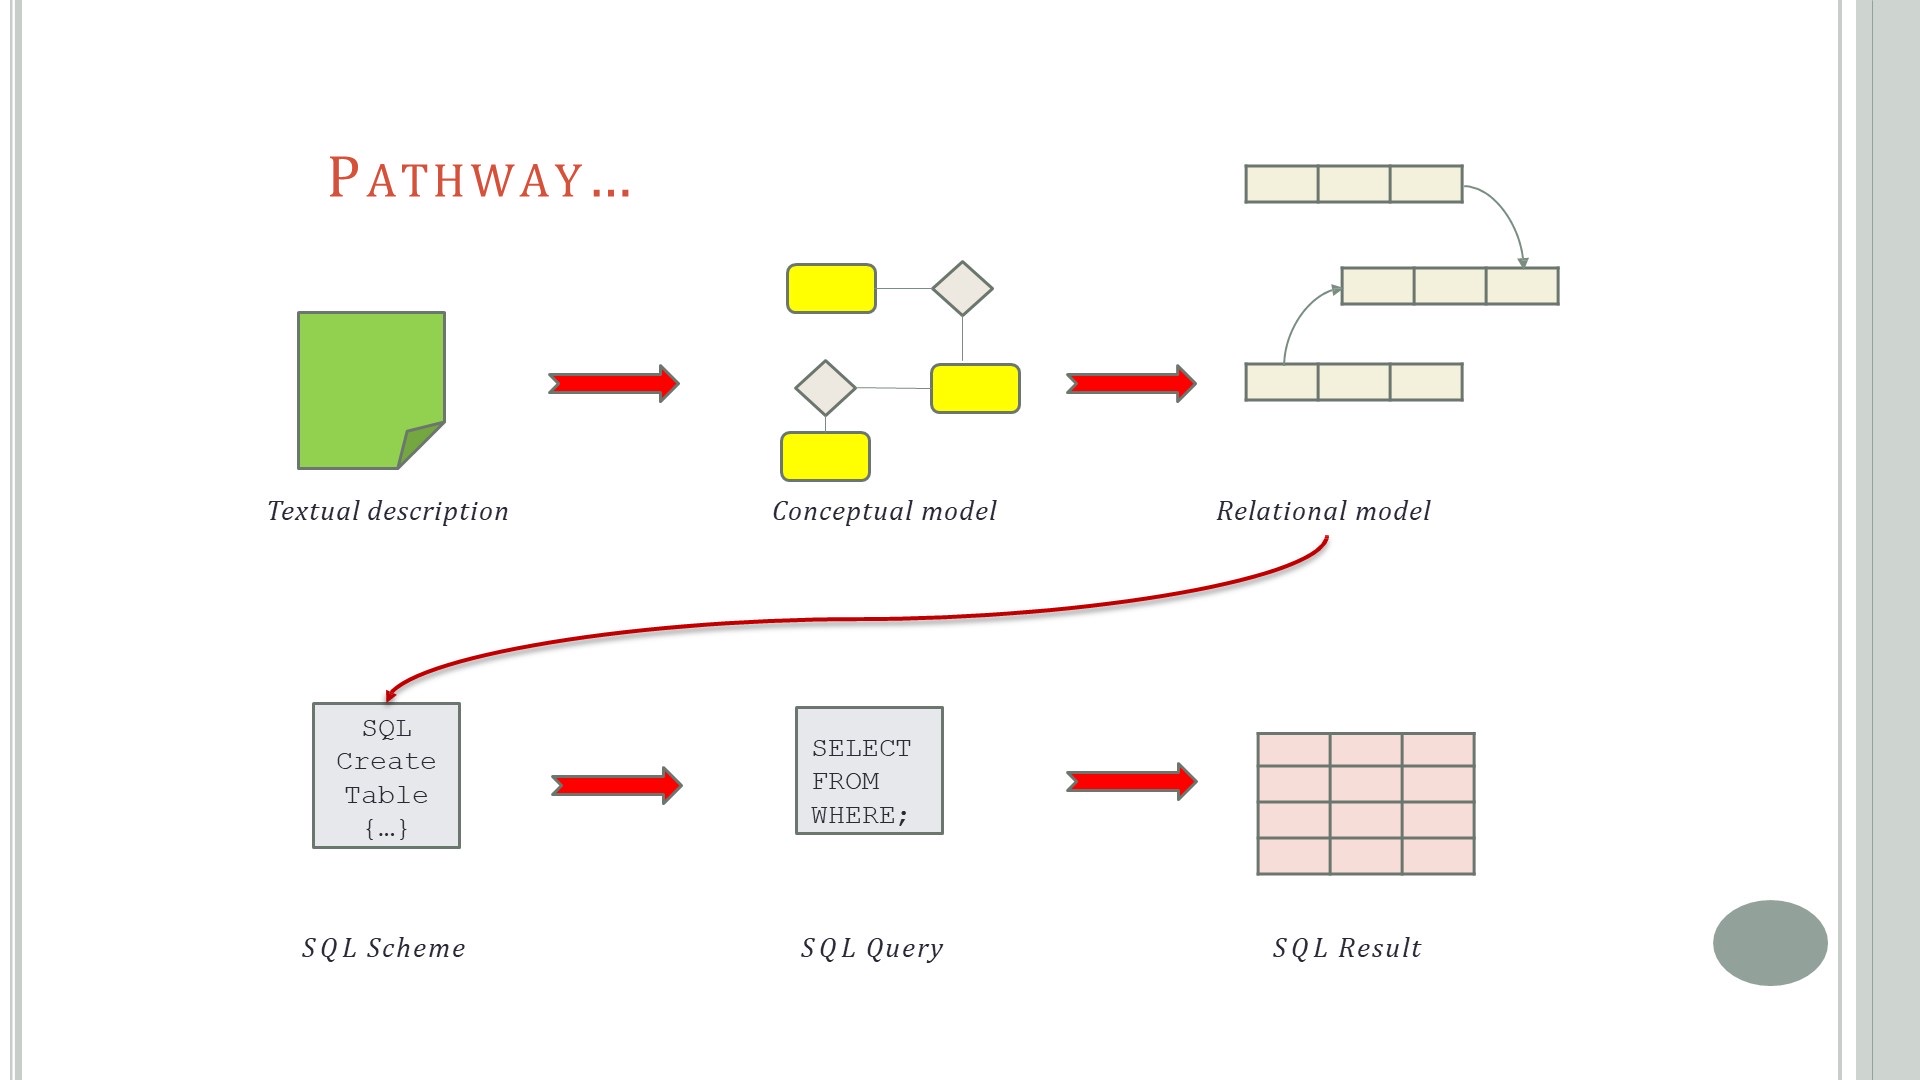 PATHWAY…
Textual description
Conceptual model
Relational model
SQL
Create
Table
{…}
SELECT
FROM
WHERE;
SQL Scheme
SQL Query
SQL Result